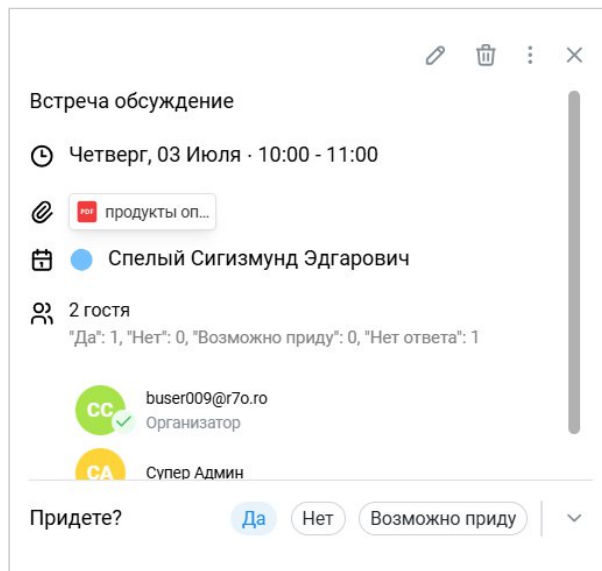 Встреча обсуждение
Четверг, 03 Июля · 10:00 - 11:00
PDF продукты оп...
Спелый Сигизмунд Эдгарович
2 гостя
"Да": 1, "Нет": 0, "Возможно приду": 0, "Нет ответа": 1
СС buser009@r7o.ro
Организатор
СА Супер Админ
Придете? Да Нет Возможно приду